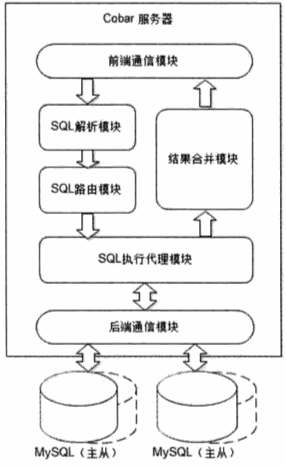 Cobar 服务器
前端通信模块
SQL解析模块
SQL路由模块
结果合并模块
SQL执行代理模块
后端通信模块
MySQL（主从）
MySQL（主从）